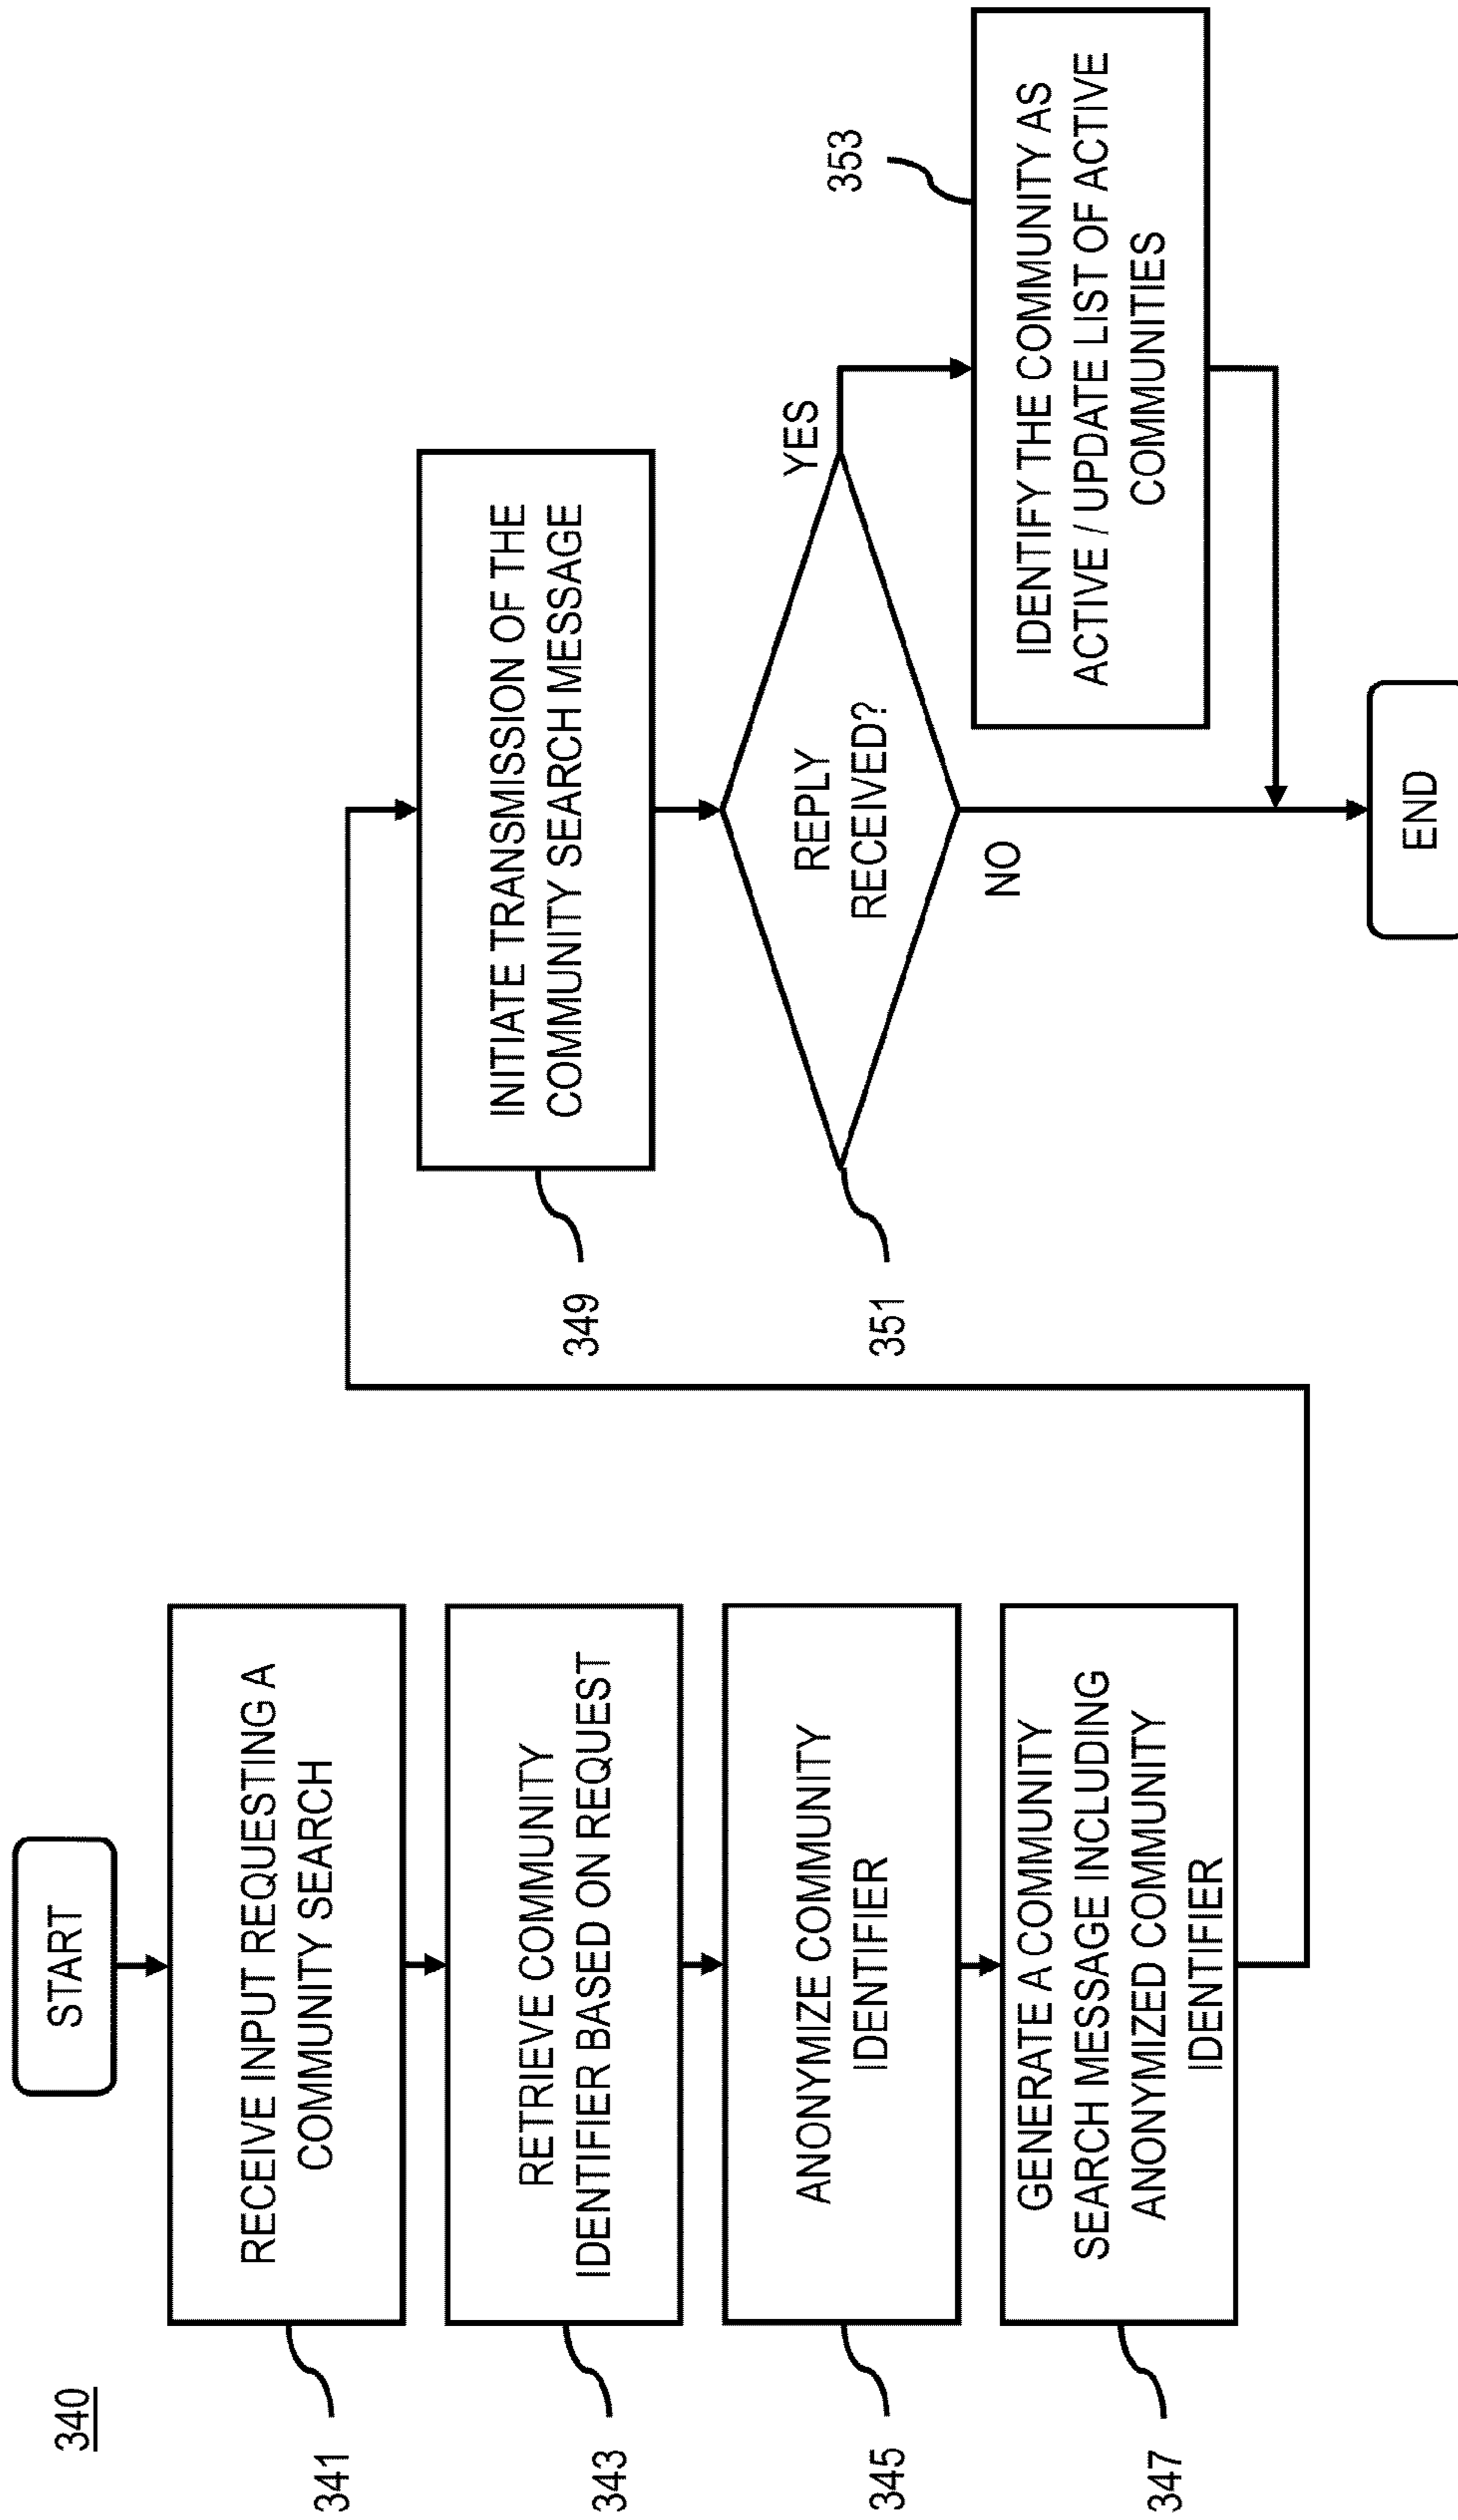 340
START
341
RECEIVE INPUT REQUESTING A
COMMUNITY SEARCH
343
RETRIEVE COMMUNITY
IDENTIFIER BASED ON REQUEST
345
ANONYMIZE COMMUNITY
IDENTIFIER
347
GENERATE A COMMUNITY
SEARCH MESSAGE INCLUDING
ANONYMIZED COMMUNITY
IDENTIFIER
349
INITIATE TRANSMISSION OF THE
COMMUNITY SEARCH MESSAGE
351
REPLY
RECEIVED?
YES
NO
353
IDENTIFY THE COMMUNITY AS
ACTIVE / UPDATE LIST OF ACTIVE
COMMUNITIES
END